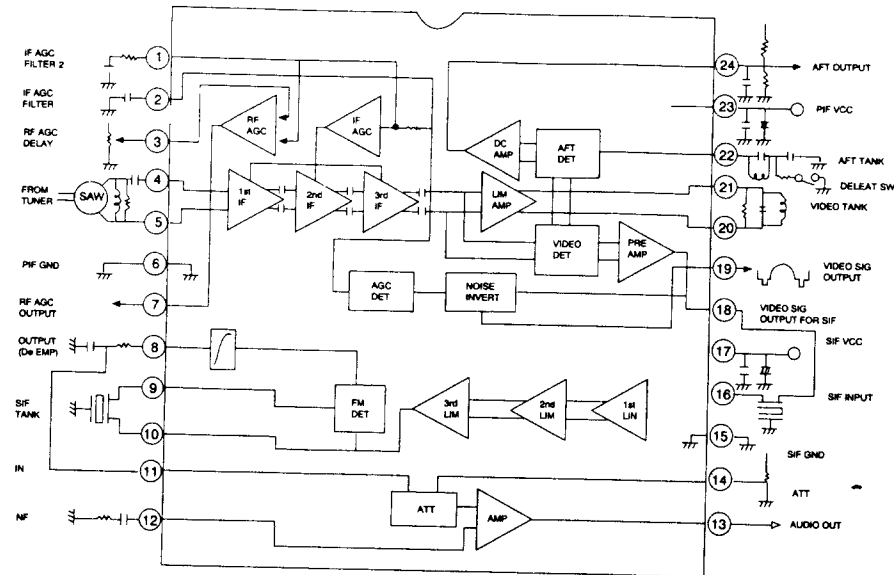 IF AGC
FILTER 2
1
IF AGC
FILTER
2
RF AGC
DELAY
3
FROM
TUNER
SAW
4
5
PIF GND
6
RF AGC
OUTPUT
7
OUTPUT
(De EMP)
8
SIF
TANK
9
10
IN
11
NF
12
RF
AGC
IF
AGC
1st
IF
2nd
IF
3rd
IF
DC
AMP
AFT
DET
LIM
AMP
VIDEO
DET
PRE
AMP
AGC
DET
NOISE
INVERT
FM
DET
3rd
LIM
2nd
LIM
1st
LIN
ATT
AMP
24
AFT OUTPUT
23
PIF VCC
22
AFT TANK
21
DELEAT SW
VIDEO TANK
20
19
VIDEO SIG
OUTPUT
18
VIDEO SIG
OUTPUT FOR SIF
17
SIF VCC
16
SIF INPUT
15
SIF GND
14
ATT
13
AUDIO OUT